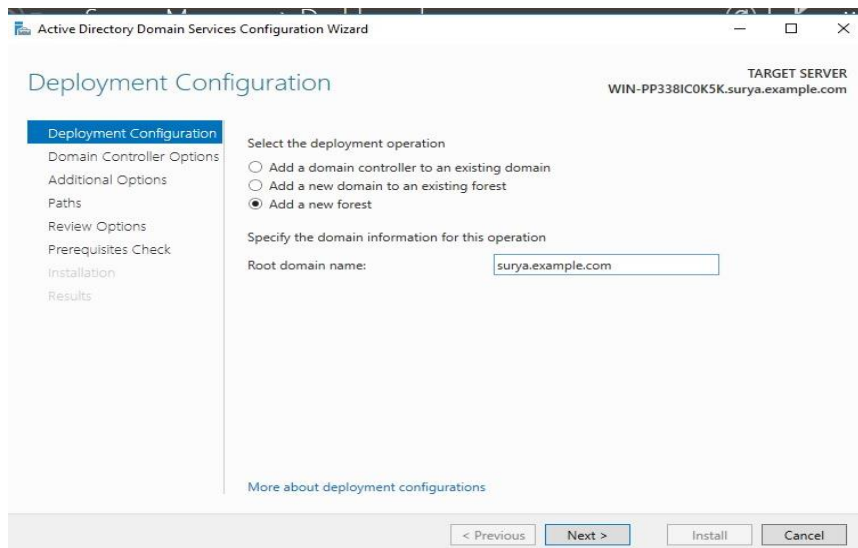 Active Directory Domain Services Configuration Wizard
Deployment Configuration
TARGET SERVER
WIN-PP338IC0K5K.surya.example.com
Deployment Configuration
Domain Controller Options
Additional Options
Paths
Review Options
Prerequisites Check
Installation
Results
Select the deployment operation
Add a domain controller to an existing domain
Add a new domain to an existing forest
Add a new forest
Specify the domain information for this operation
Root domain name:
surya.example.com
More about deployment configurations
< Previous
Next >
Install
Cancel